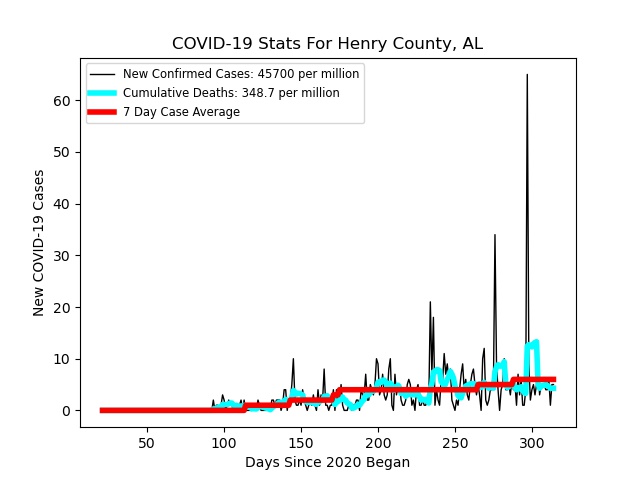 COVID-19 Stats For Henry County, AL
New Confirmed Cases: 45700 per million
Cumulative Deaths: 348.7 per million
7 Day Case Average
New COVID-19 Cases
60
50
40
30
20
10
0
50 100 150 200 250 300
Days Since 2020 Began